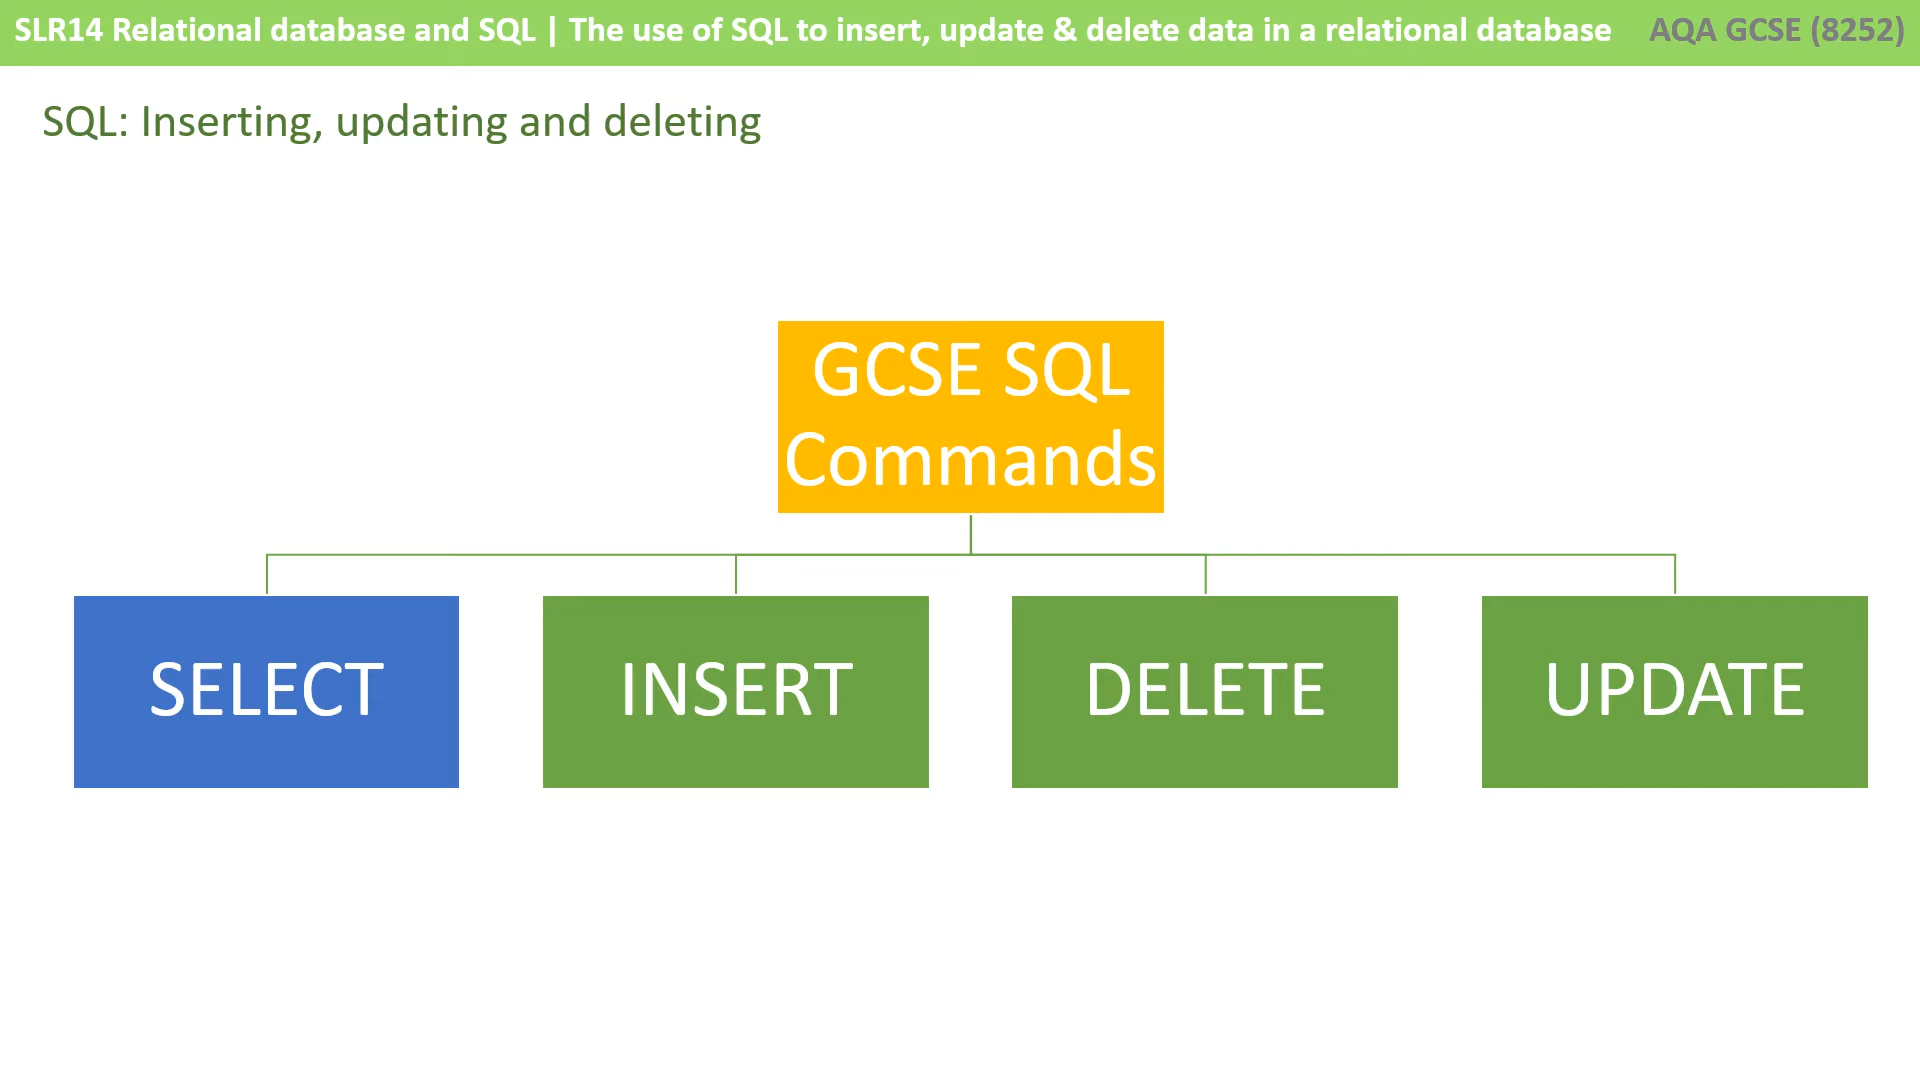 SLR14 Relational database and SQL | The use of SQL to insert, update & delete data in a relational database AQA GCSE (8252)
SQL: Inserting, updating and deleting
GCSE SQL
Commands
SELECT
INSERT
DELETE
UPDATE